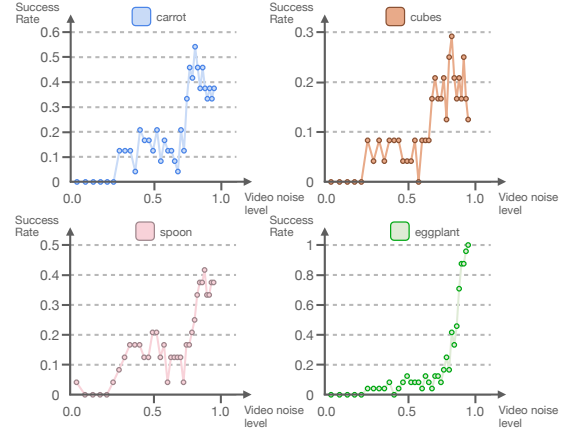 Success
Rate
carrot
0.6
0.5
0.4
0.3
0.2
0.1
0
0.0
0.5
1.0
Video noise
level
Success
Rate
cubes
0.3
0.2
0.1
0
0.0
0.5
1.0
Video noise
level
Success
Rate
spoon
0.5
0.4
0.3
0.2
0.1
0
0.0
0.5
1.0
Video noise
level
Success
Rate
eggplant
1
0.8
0.6
0.4
0.2
0
0.0
0.5
1.0
Video noise
level